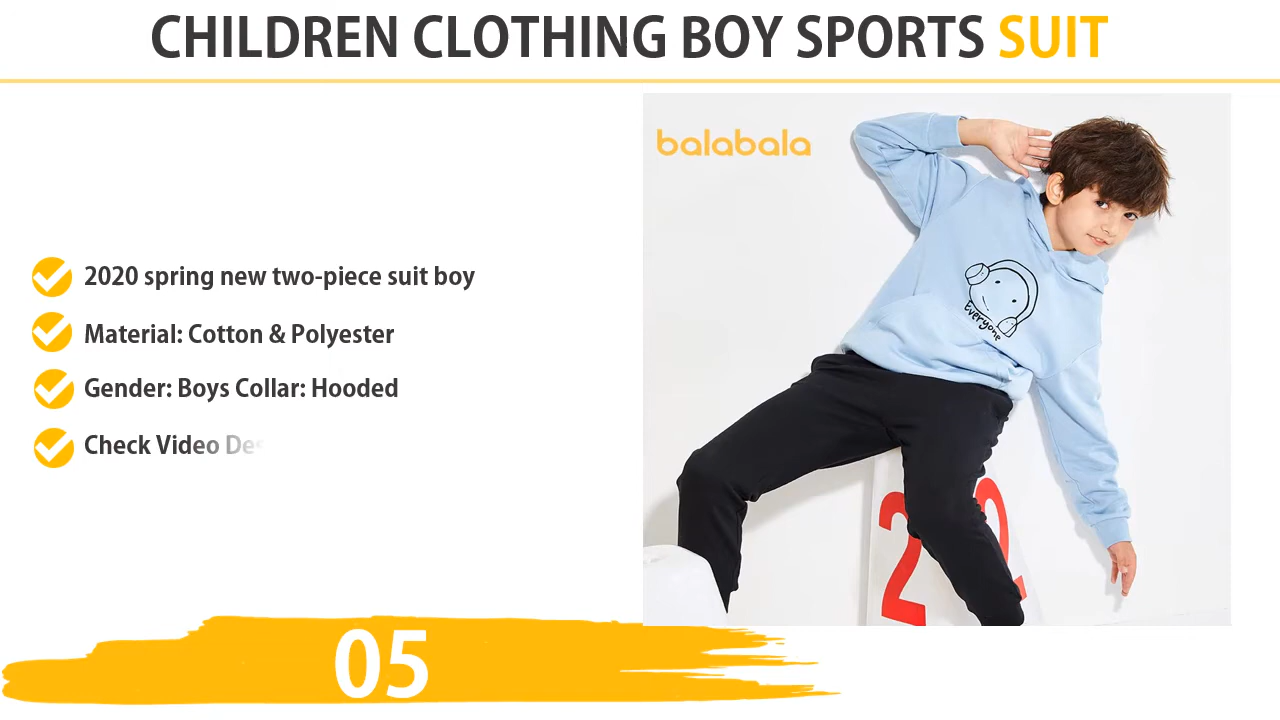 CHILDREN CLOTHING BOY SPORTS SUIT
balabala
2020 spring new two-piece suit boy
Material: Cotton & Polyester
Everyone
Gender: Boys Collar: Hooded
Check Video
05